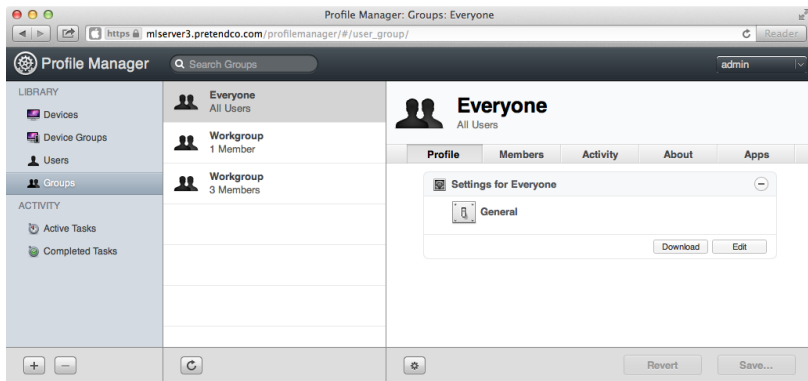 Profile Manager: Groups: Everyone
https mlserver3.pretendco.com/profilemanager/#/user_group/
Reader
Profile Manager
Search Groups
admin
LIBRARY
Devices
Device Groups
Users
Groups
ACTIVITY
Active Tasks
Completed Tasks
Everyone
All Users
Workgroup
1 Member
Workgroup
3 Members
Everyone
All Users
Profile Members Activity About Apps
Settings for Everyone
General
Download Edit
Revert Save...